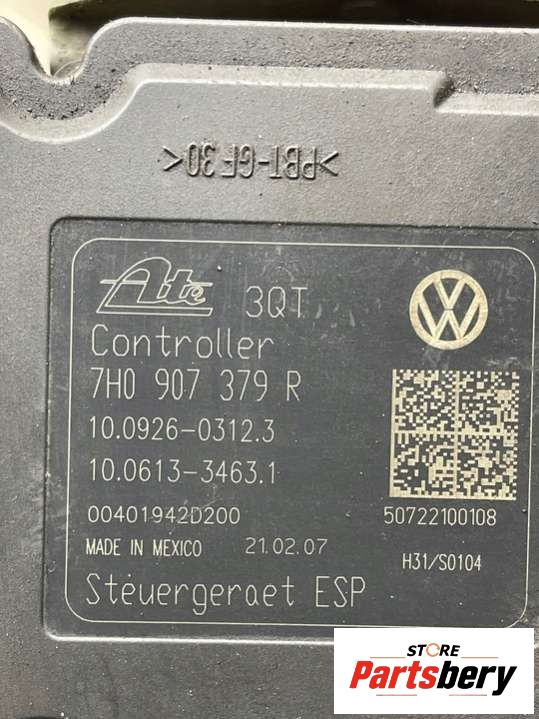 >PBT-GF30<
Ate 3QT
Controller
7H0 907 379 R
10.0926-0312.3
10.0613-3463.1
00401942D200
50722100108
MADE IN MEXICO 21.02.07
H31/S0104
Steuergeraet ESP
STORE
Partsbery